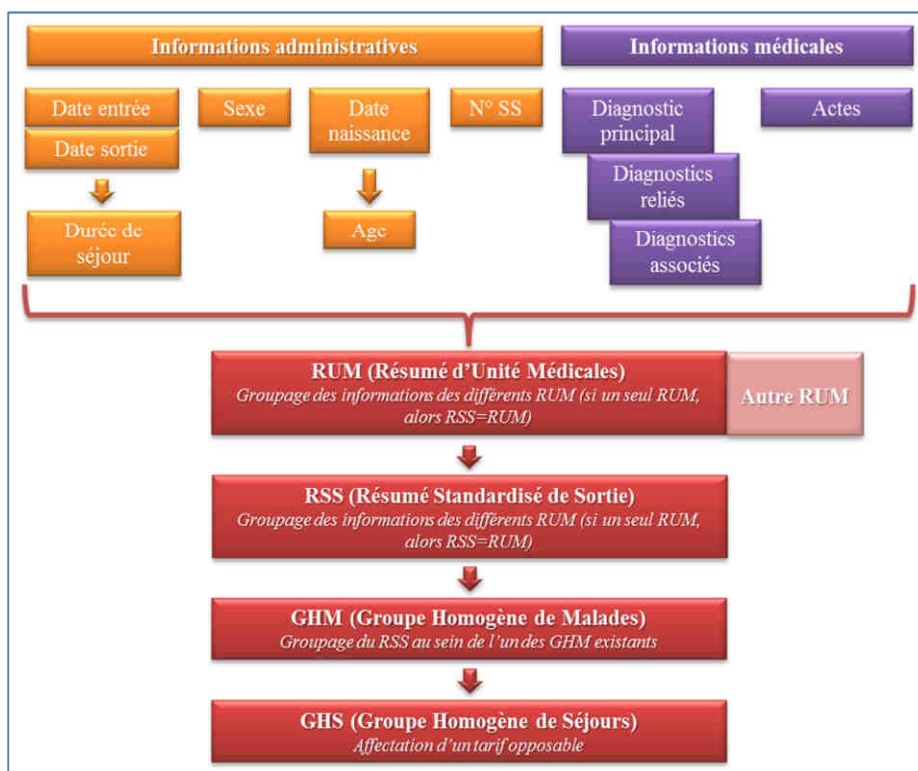 Informations administratives
Informations médicales
Date entrée
Date sortie
Sexe
Date
naissance
N° SS
Diagnostic
principal
Actes
Diagnostics
reliés
Diagnostics
associés
Durée de
séjour
Age
RUM (Résumé d'Unité Médicales)
Groupage des informations des différents RUM (si un seul RUM,
alors RSS=RUM)
Autre RUM
RSS (Résumé Standardisé de Sortie)
Groupage des informations des différents RUM (si un seul RUM,
alors RSS=RUM)
GHM (Groupe Homogène de Malades)
Groupage du RSS au sein de l'un des GHM existants
GHS (Groupe Homogène de Séjours)
Affectation d'un tarif opposable